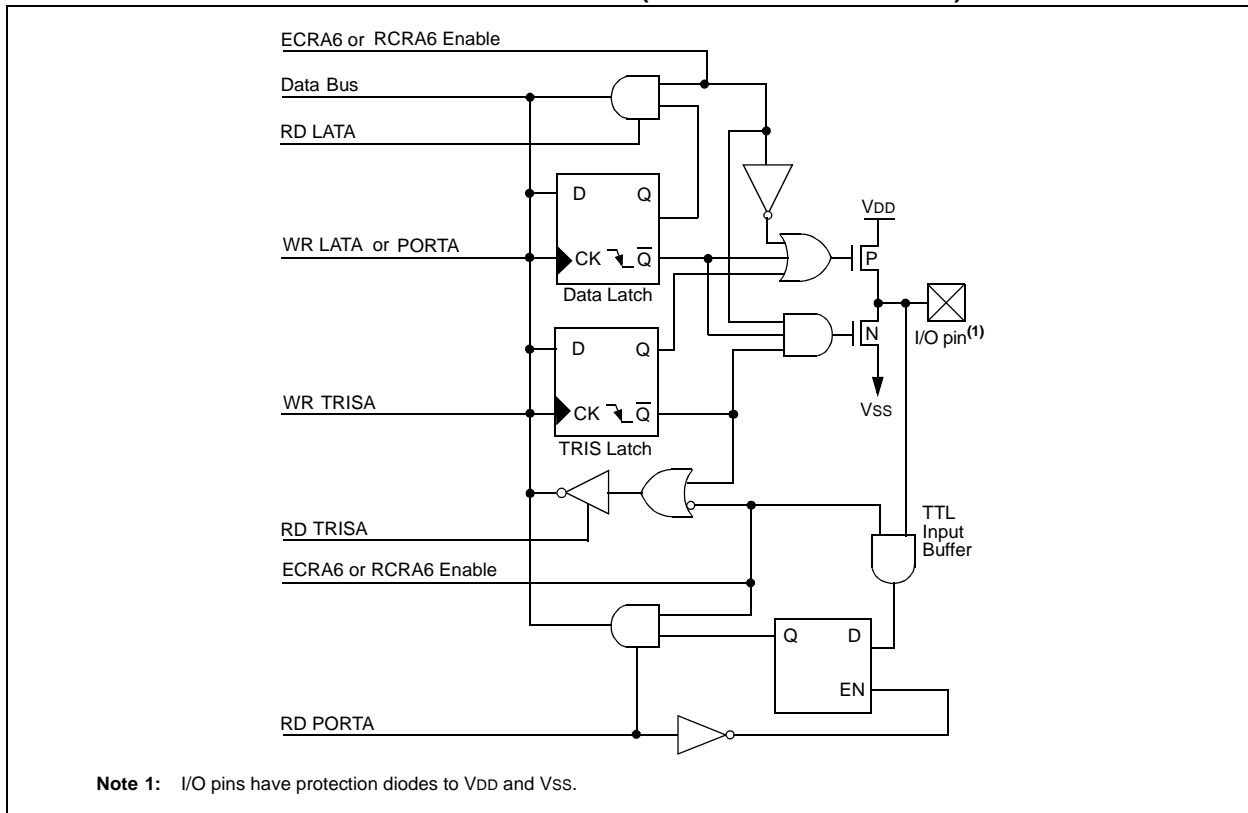 ECRA6 or RCRA6 Enable
Data Bus
RD LATA
D Q
VDD
WR LATA or PORTA
CK Q
P
Data Latch
N
I/O pin(1)
D Q
WR TRISA
CK Q
VSS
TRIS Latch
TTL
Input
Buffer
RD TRISA
ECRA6 or RCRA6 Enable
Q D
EN
RD PORTA
Note 1: I/O pins have protection diodes to VDD and VSS.